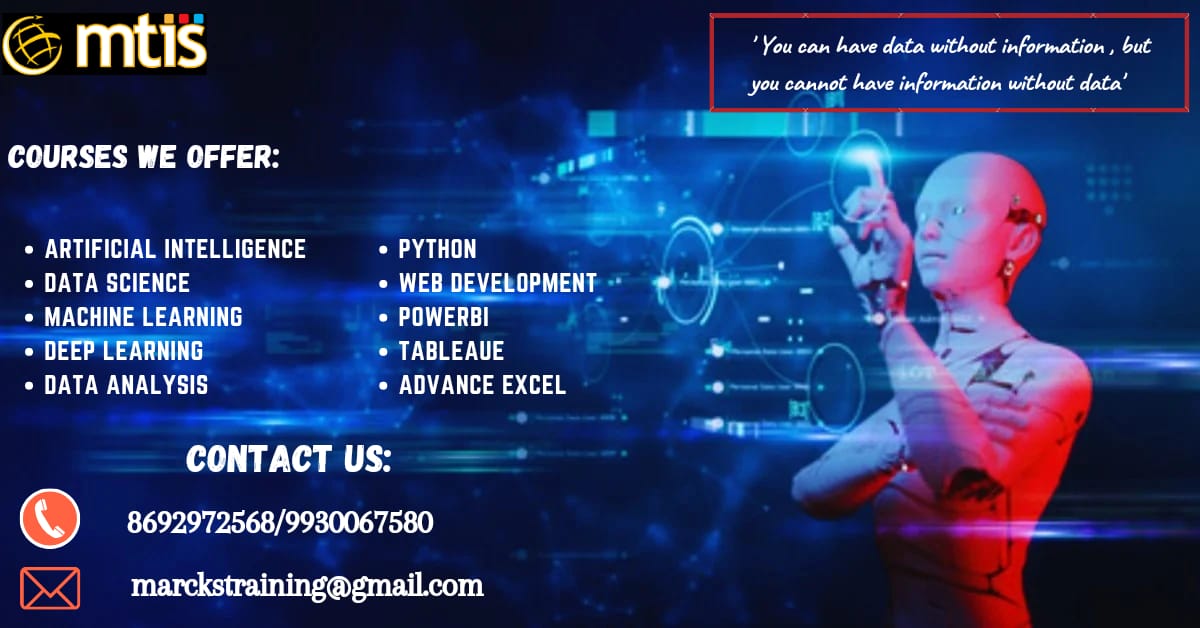 mtis
' You can have data without information , but
you cannot have information without data'
COURSES WE OFFER:
ARTIFICIAL INTELLIGENCE
DATA SCIENCE
MACHINE LEARNING
DEEP LEARNING
DATA ANALYSIS
PYTHON
WEB DEVELOPMENT
POWERBI
TABLEAUE
ADVANCE EXCEL
CONTACT US:
8692972568/9930067580
marckstraining@gmail.com